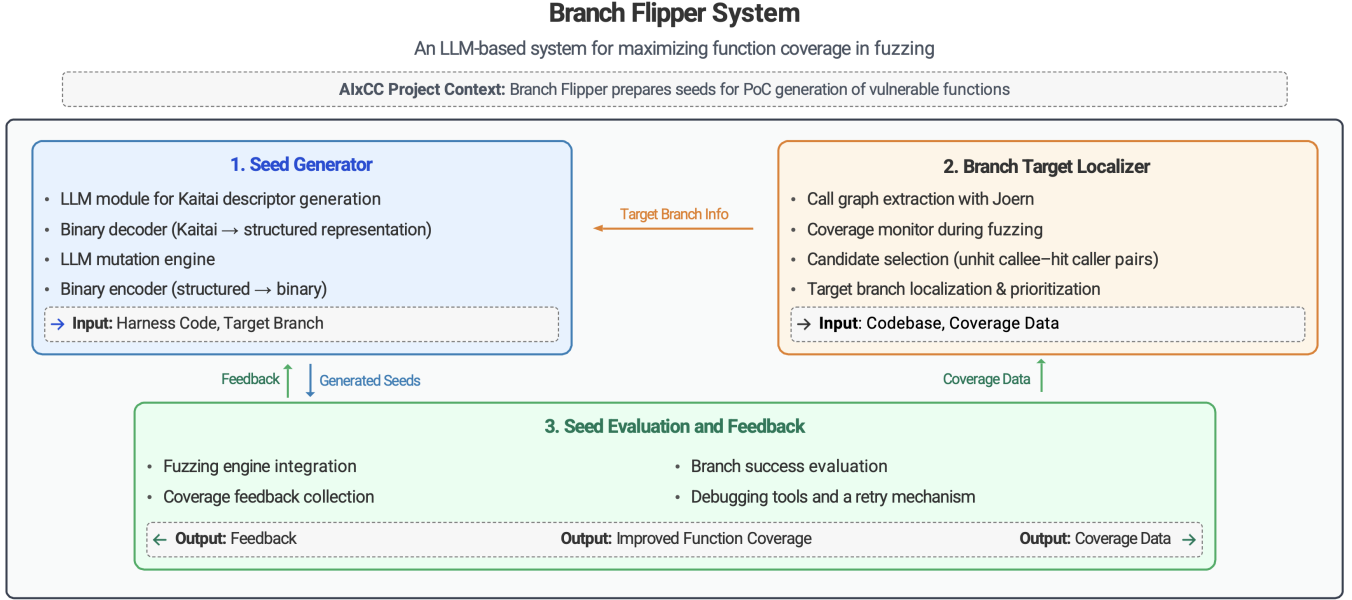 Branch Flipper System
An LLM-based system for maximizing function coverage in fuzzing
AIxCC Project Context: Branch Flipper prepares seeds for PoC generation of vulnerable functions
1. Seed Generator
• LLM module for Kaitai descriptor generation
• Binary decoder (Kaitai → structured representation)
• LLM mutation engine
• Binary encoder (structured → binary)
→ Input: Harness Code, Target Branch
Target Branch Info
2. Branch Target Localizer
• Call graph extraction with Joern
• Coverage monitor during fuzzing
• Candidate selection (unhit callee–hit caller pairs)
• Target branch localization & prioritization
→ Input: Codebase, Coverage Data
Feedback
Generated Seeds
Coverage Data
3. Seed Evaluation and Feedback
• Fuzzing engine integration
• Coverage feedback collection
• Branch success evaluation
• Debugging tools and a retry mechanism
← Output: Feedback
Output: Improved Function Coverage
Output: Coverage Data →